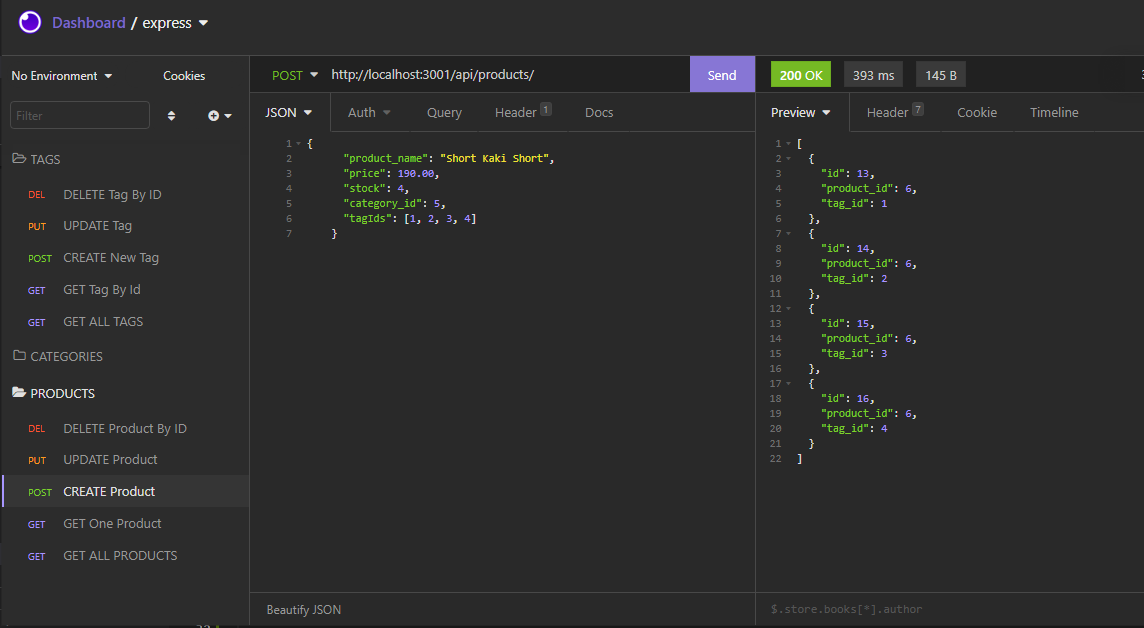 Dashboard / express
No Environment
Cookies
Filter
TAGS
DEL DELETE Tag By ID
PUT UPDATE Tag
POST CREATE New Tag
GET GET Tag By Id
GET GET ALL TAGS
CATEGORIES
PRODUCTS
DEL DELETE Product By ID
PUT UPDATE Product
POST CREATE Product
GET GET One Product
GET GET ALL PRODUCTS
POST http://localhost:3001/api/products/ Send
JSON Auth Query Header 1 Docs
1 {
2 "product_name": "Short Kaki Short",
3 "price": 190.00,
4 "stock": 4,
5 "category_id": 5,
6 "tagIds": [1, 2, 3, 4]
7 }
Beautify JSON
200 OK 393 ms 145 B
Preview Header 7 Cookie Timeline
1 [
2 {
3 "id": 13,
4 "product_id": 6,
5 "tag_id": 1
6 },
7 {
8 "id": 14,
9 "product_id": 6,
10 "tag_id": 2
11 },
12 {
13 "id": 15,
14 "product_id": 6,
15 "tag_id": 3
16 },
17 {
18 "id": 16,
19 "product_id": 6,
20 "tag_id": 4
21 }
22 ]
$.store.books[*].author